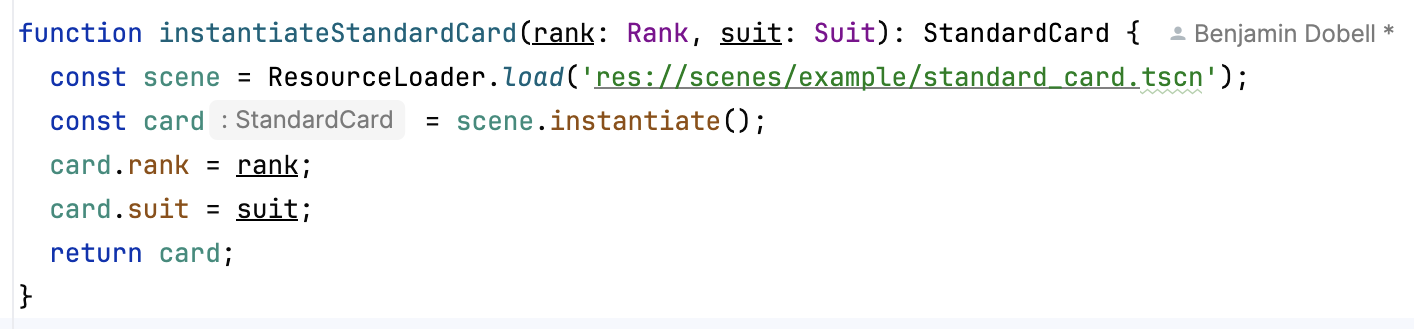 function instantiateStandardCard(rank: Rank, suit: Suit): StandardCard { Benjamin Dobell *
  const scene = ResourceLoader.load('res://scenes/example/standard_card.tscn');
  const card : StandardCard = scene.instantiate();
  card.rank = rank;
  card.suit = suit;
  return card;
}